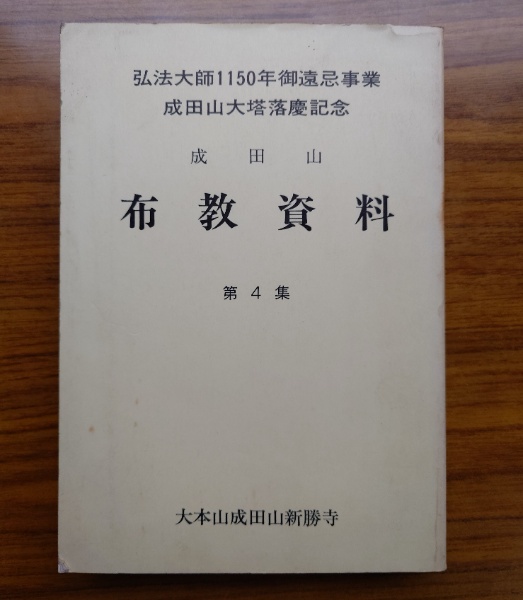 弘法大師1150年御遠忌事業
成田山大塔落慶記念
成田山
布教資料
第4集
大本山成田山新勝寺